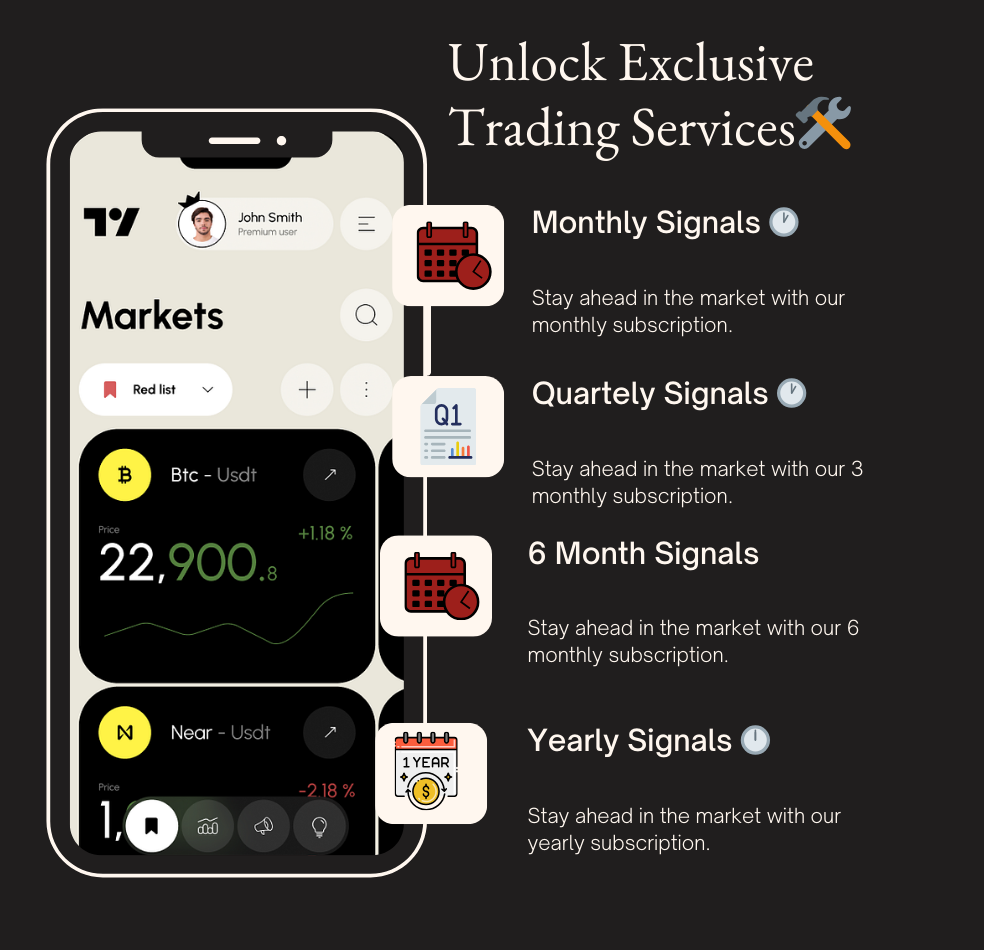 Unlock Exclusive
Trading Services
John Smith
Premium user
Markets
Red list
Btc - Usdt
Price
+1.18 %
22,900.8
Near - Usdt
Price
-2.18 %
1,
Monthly Signals
Stay ahead in the market with our
monthly subscription.
Q1
Quartely Signals
Stay ahead in the market with our 3
monthly subscription.
6 Month Signals
Stay ahead in the market with our 6
monthly subscription.
1 YEAR
$
Yearly Signals
Stay ahead in the market with our
yearly subscription.